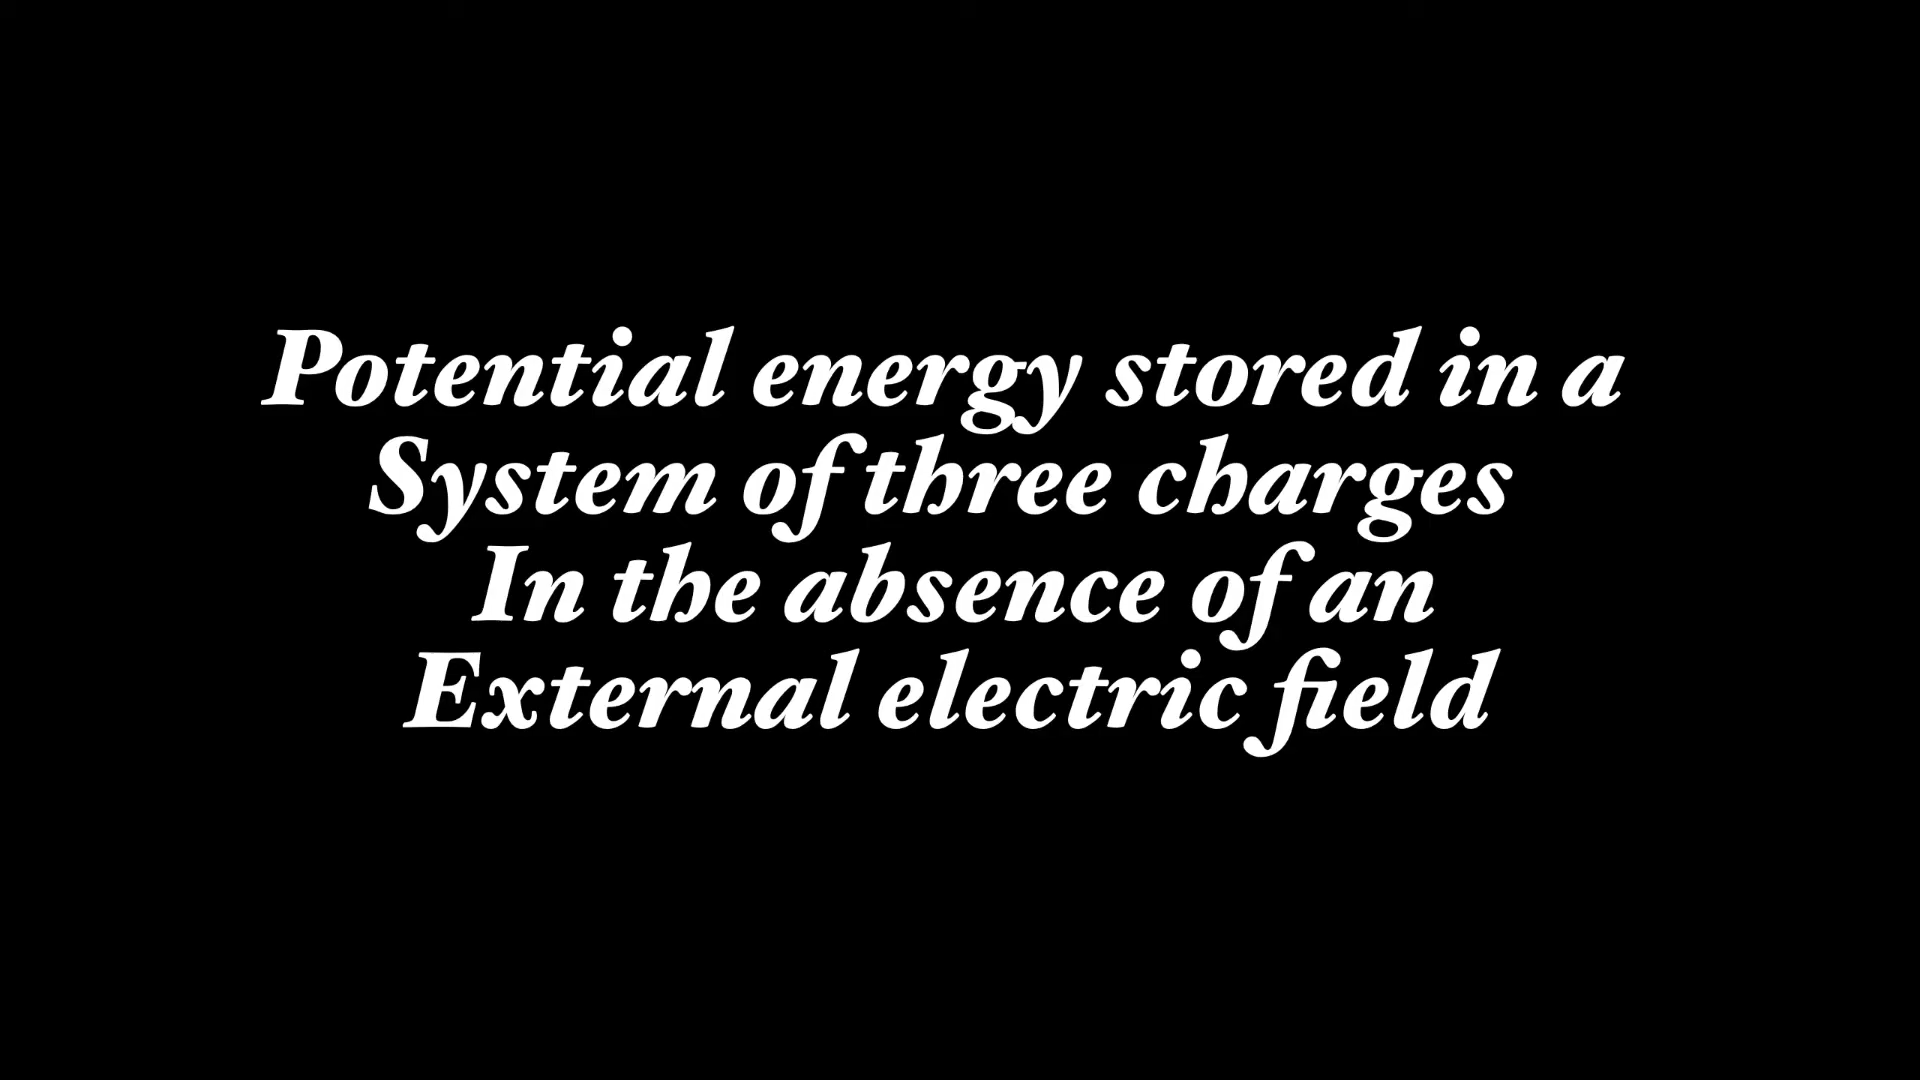 Potential energy stored in a
System of three charges
In the absence of an
External electric field